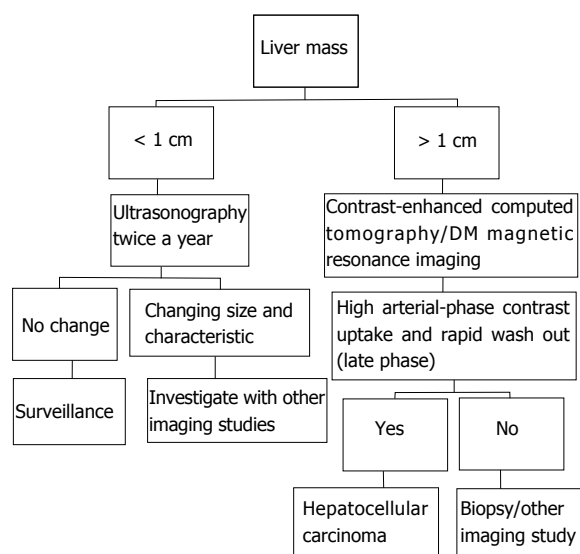 Liver mass
< 1 cm
> 1 cm
Ultrasonography
twice a year
Contrast-enhanced computed
tomography/DM magnetic
resonance imaging
No change
Changing size and
characteristic
High arterial-phase contrast
uptake and rapid wash out
(late phase)
Surveillance
Investigate with other
imaging studies
Yes
No
Hepatocellular
carcinoma
Biopsy/other
imaging study